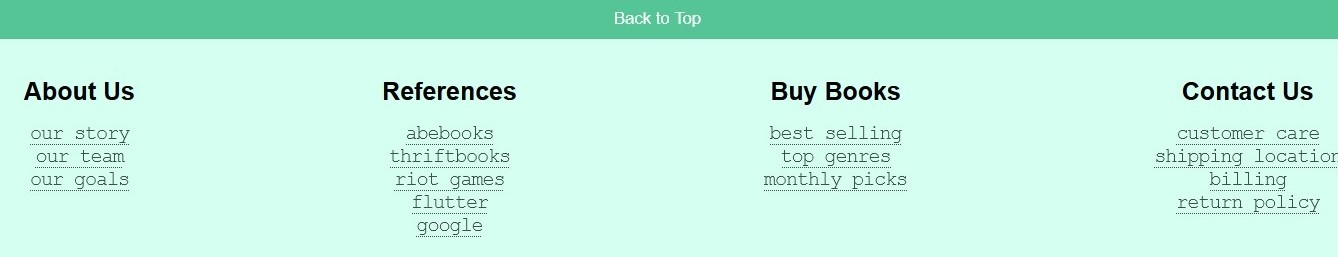 Back to Top
About Us
our story
our team
our goals
References
abebooks
thriftbooks
riot games
flutter
google
Buy Books
best selling
top genres
monthly picks
Contact Us
customer care
shipping location
billing
return policy